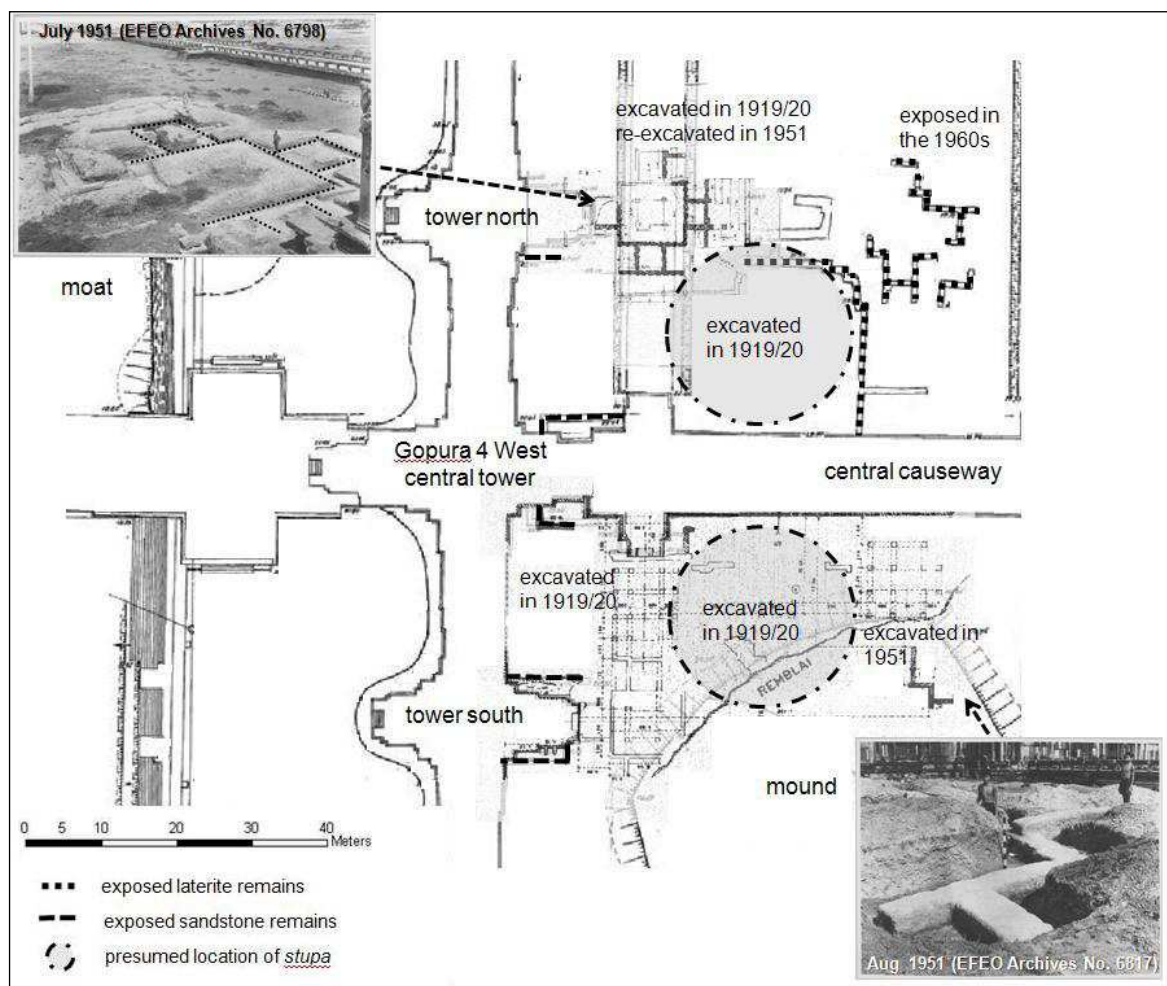 July 1951 (EFEO Archives No. 6798)
excavated in 1919/20
re-excavated in 1951
exposed in
the 1960s
tower north
moat
excavated
in 1919/20
Gopura 4 West
central tower
central causeway
excavated
in 1919/20
excavated
in 1919/20
excavated in
1951
REMBLAI
tower south
mound
0 5 10 20 30 40
Meters
exposed laterite remains
exposed sandstone remains
presumed location of stupa
Aug 1951 (EFEO Archives No. 6817)